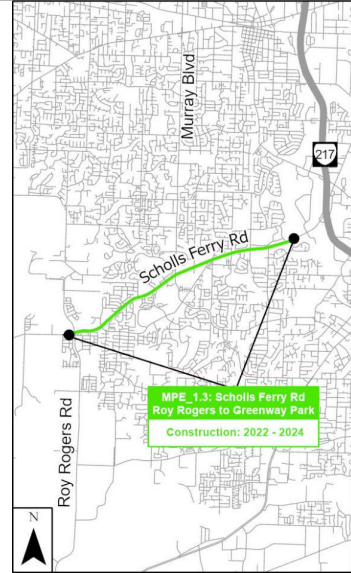 Murray Blvd
217
Scholls Ferry Rd
MPE_1.3: Scholls Ferry Rd
Roy Rogers to Greenway Park
Construction: 2022 - 2024
Roy Rogers Rd
N